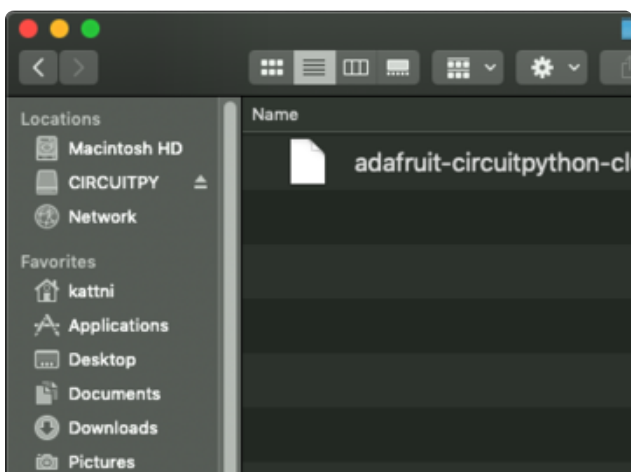 Locations
Macintosh HD
CIRCUITPY
Network
Favorites
kattni
Applications
Desktop
Documents
Downloads
Pictures
Name
adafruit-circuitpython-cl